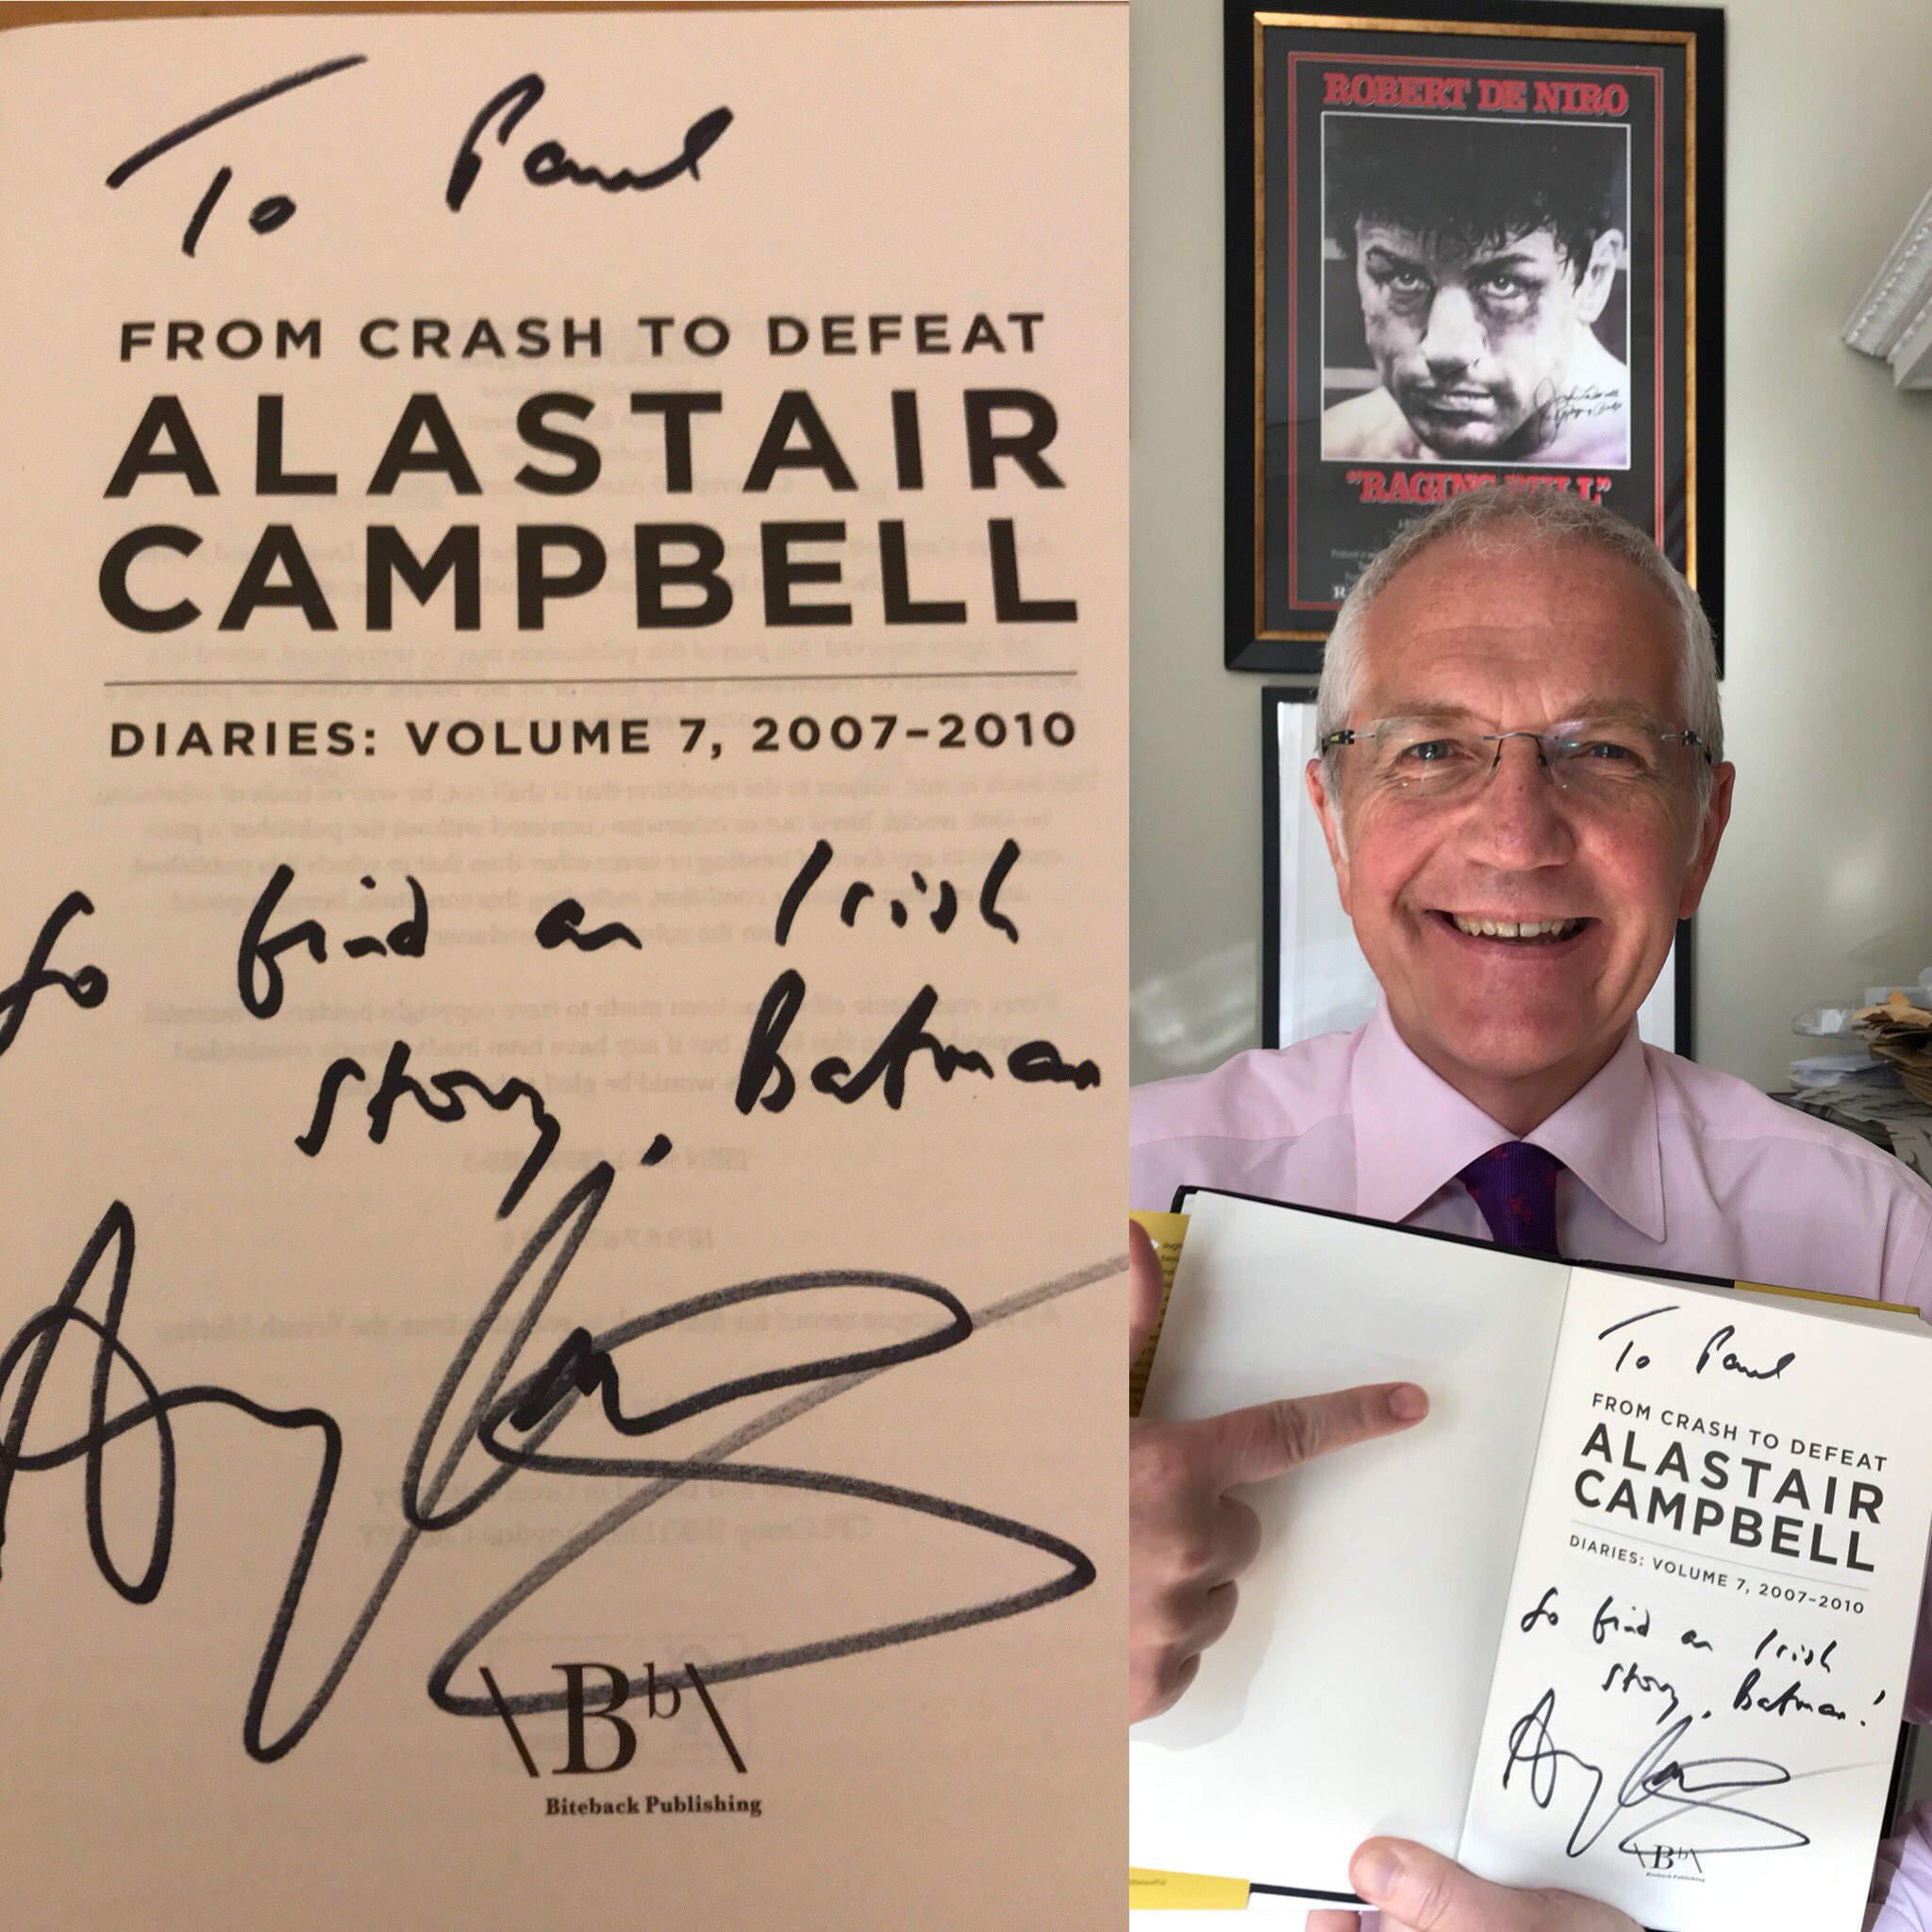 To Paul
FROM CRASH TO DEFEAT
ALASTAIR
CAMPBELL
DIARIES: VOLUME 7, 2007–2010
Go find an Irish
story, Batman
\Bb\
Biteback Publishing
ROBERT DE NIRO
"RAGING BULL"
To Paul
FROM CRASH TO DEFEAT
ALASTAIR
CAMPBELL
DIARIES: VOLUME 7, 2007–2010
Go find an Irish
story, Batman!
\Bb\
Biteback Publishing